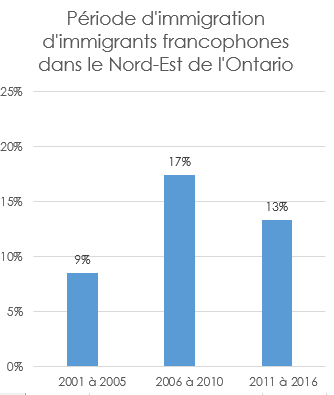 Période d'immigration
d'immigrants francophones
dans le Nord-Est de l'Ontario
25%
20%
17%
15%
13%
10%
9%
5%
0%
2001 à 2005 2006 à 2010 2011 à 2016